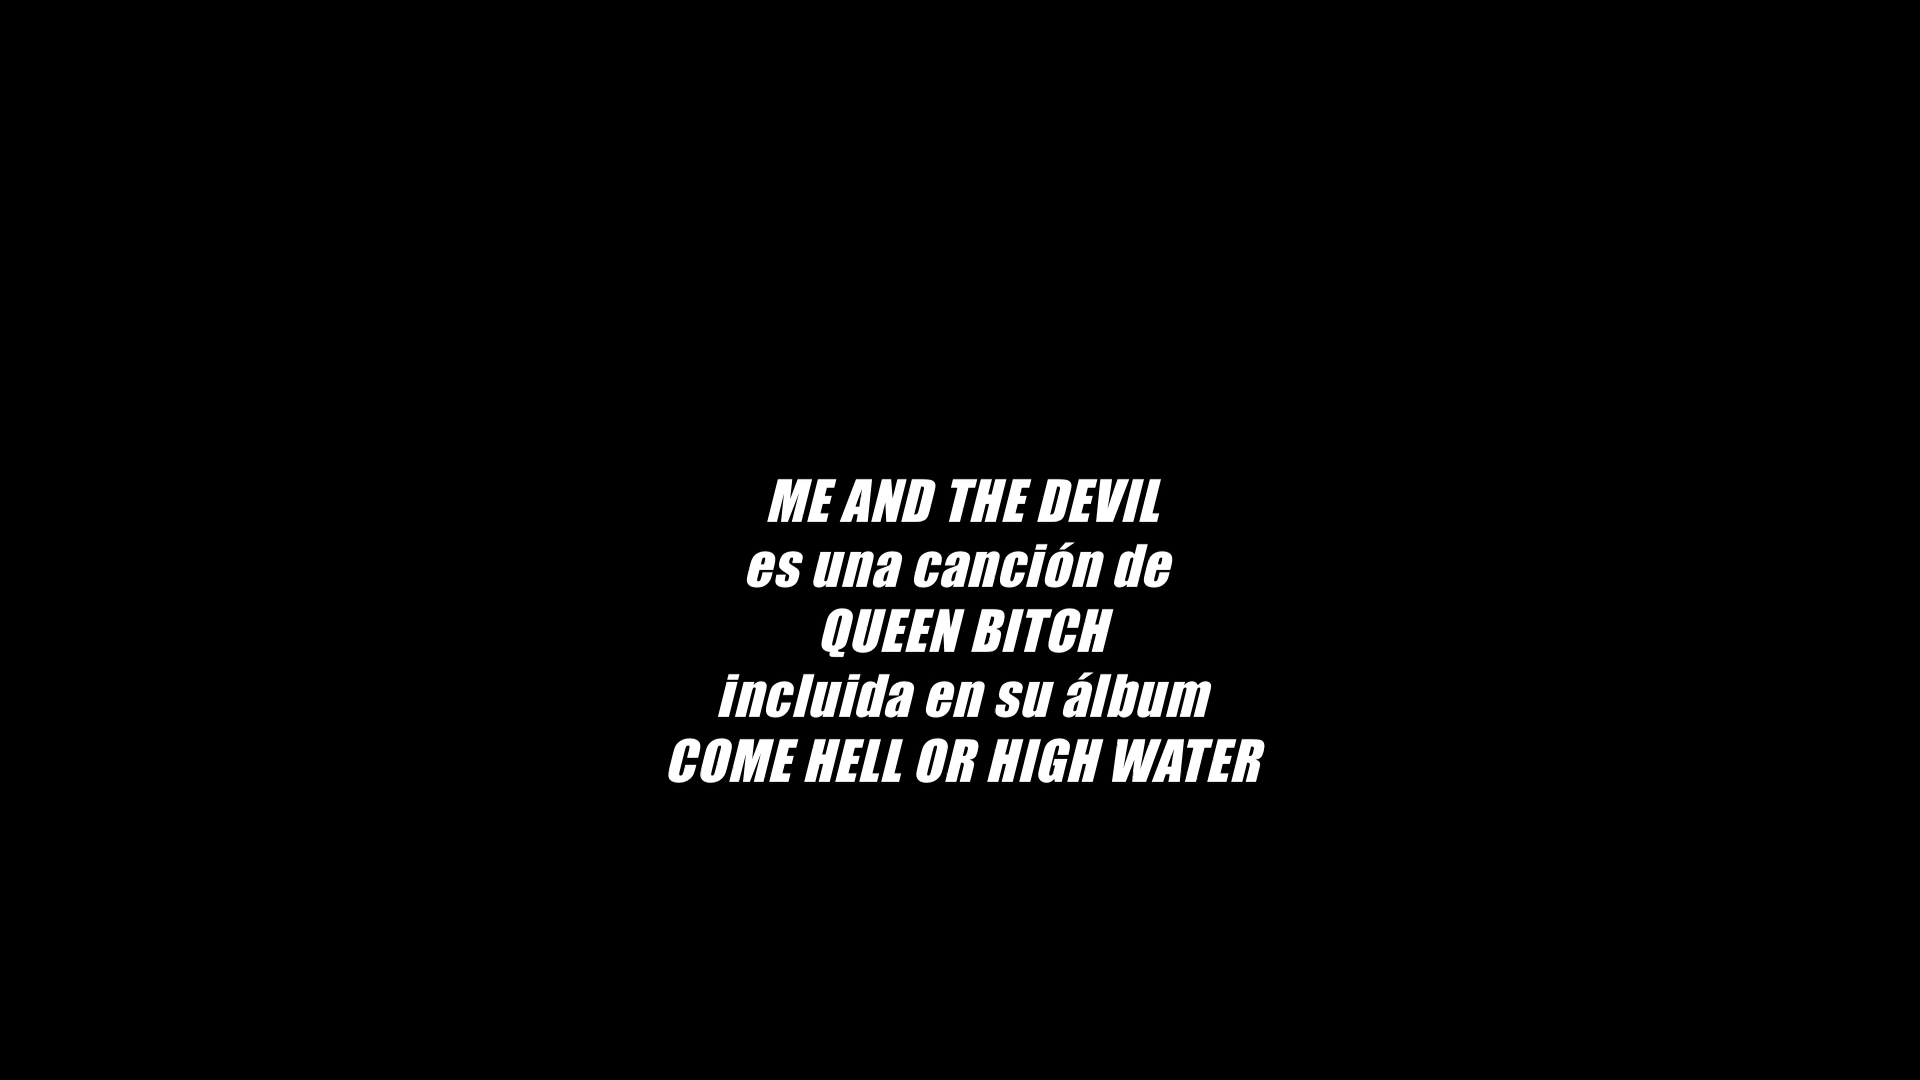 ME AND THE DEVIL
es una canción de
QUEEN BITCH
incluida en su álbum
COME HELL OR HIGH WATER